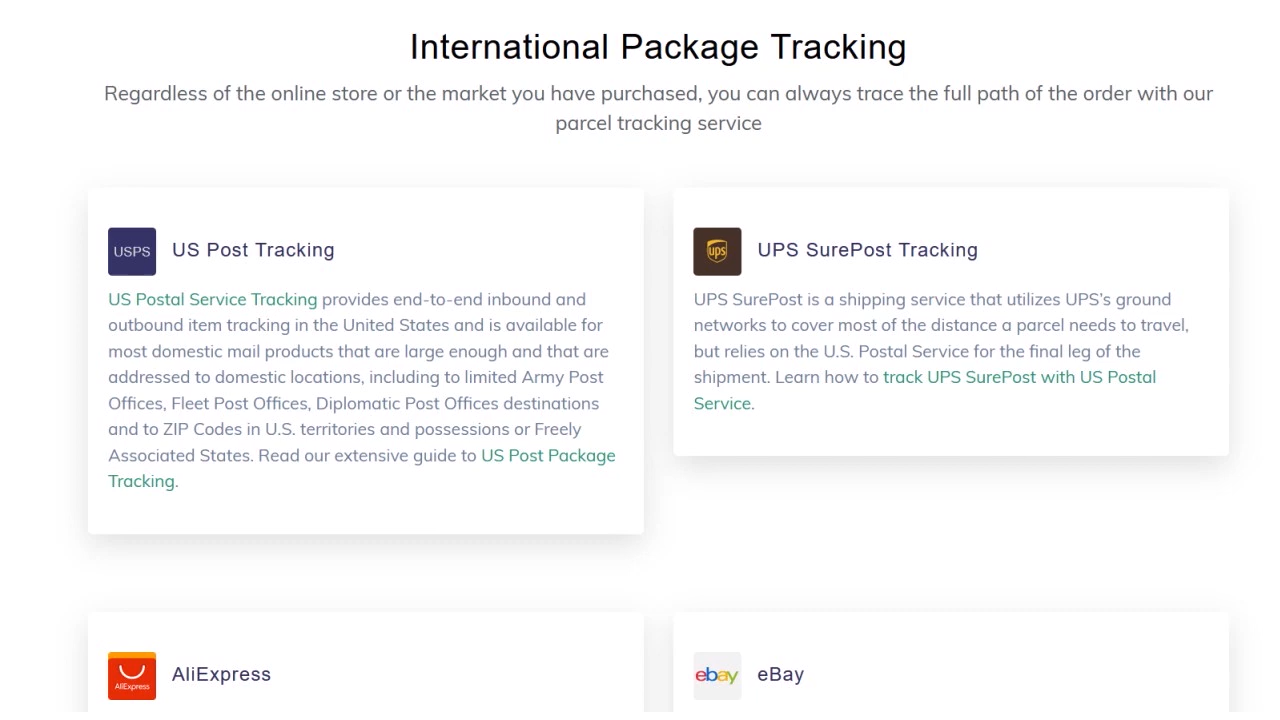 International Package Tracking
Regardless of the online store or the market you have purchased, you can always trace the full path of the order with our
parcel tracking service
USPS
US Post Tracking
US Postal Service Tracking provides end-to-end inbound and
outbound item tracking in the United States and is available for
most domestic mail products that are large enough and that are
addressed to domestic locations, including to limited Army Post
Offices, Fleet Post Offices, Diplomatic Post Offices destinations
and to ZIP Codes in U.S. territories and possessions or Freely
Associated States. Read our extensive guide to US Post Package
Tracking.
ups
UPS SurePost Tracking
UPS SurePost is a shipping service that utilizes UPS’s ground
networks to cover most of the distance a parcel needs to travel,
but relies on the U.S. Postal Service for the final leg of the
shipment. Learn how to track UPS SurePost with US Postal
Service.
AliExpress
AliExpress
ebay
eBay